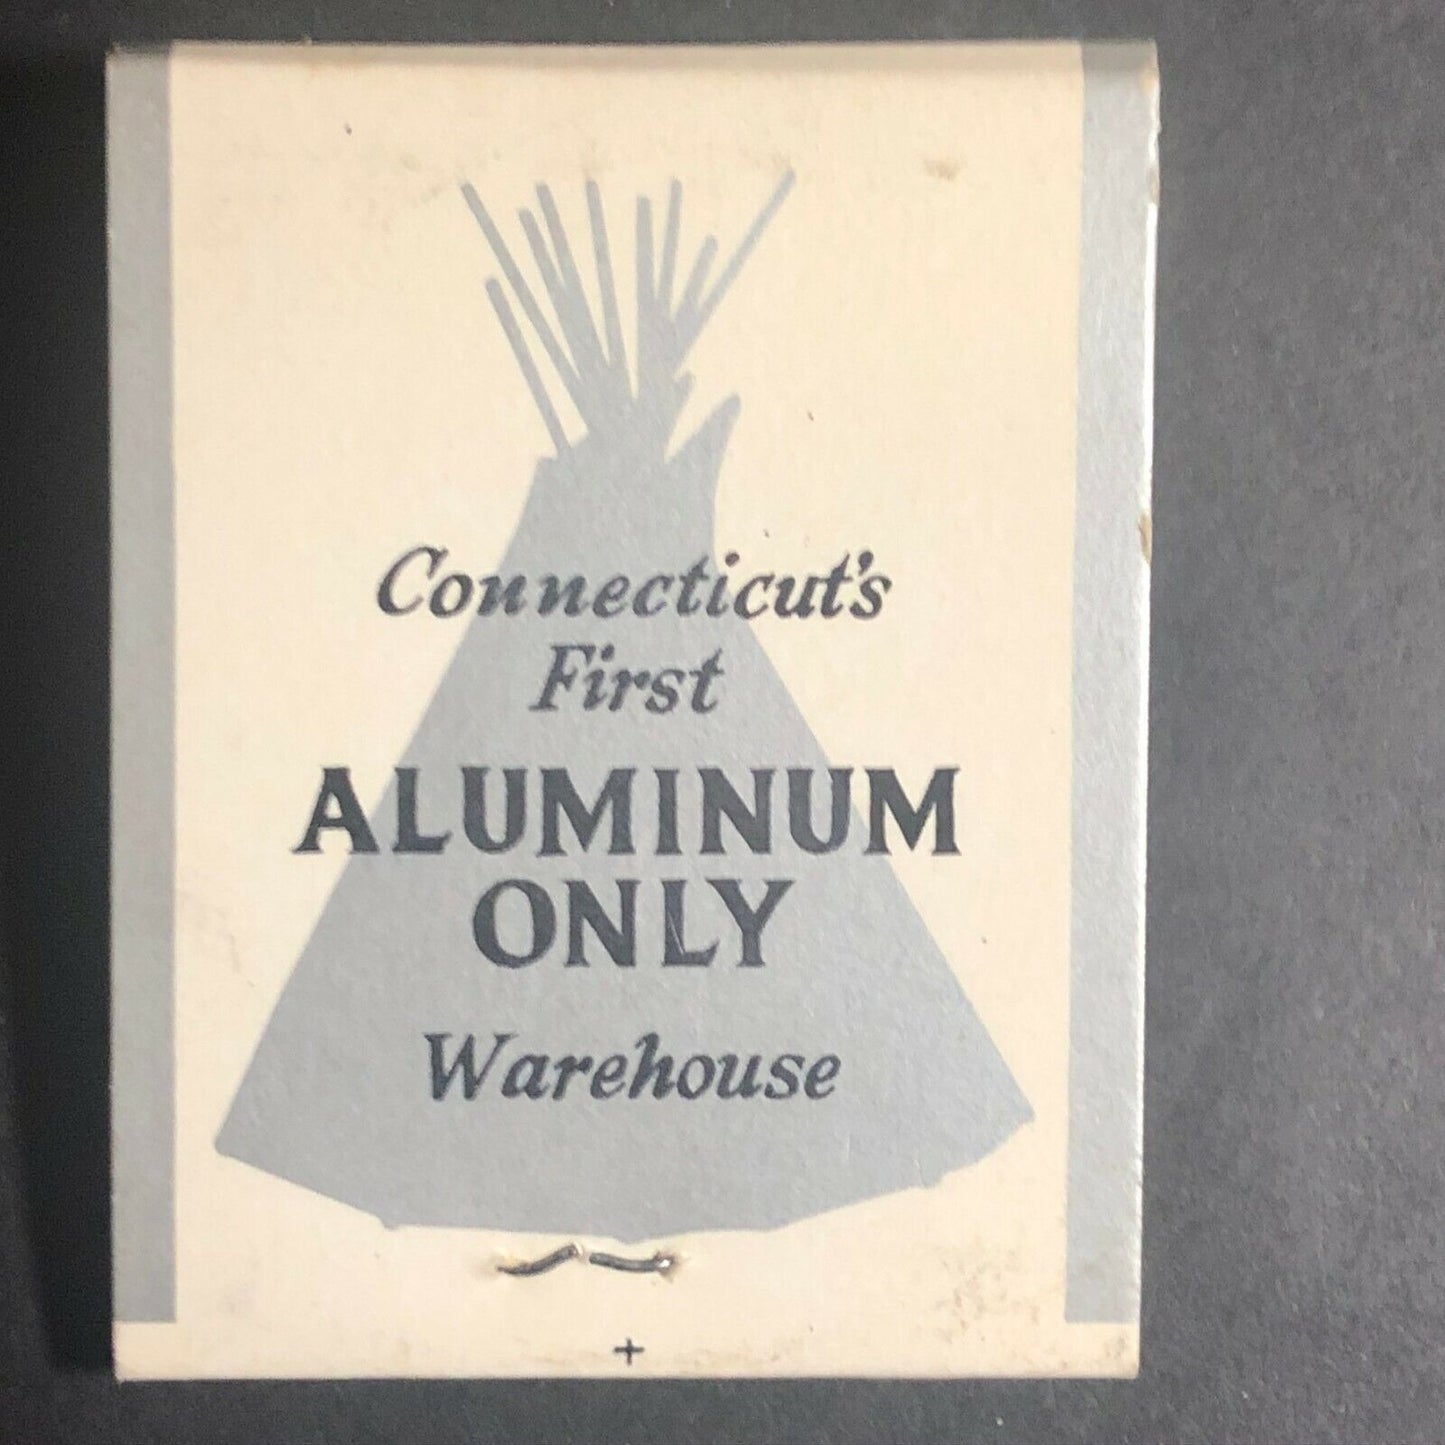 Connecticut's
First
ALUMINUM
ONLY
Warehouse
+